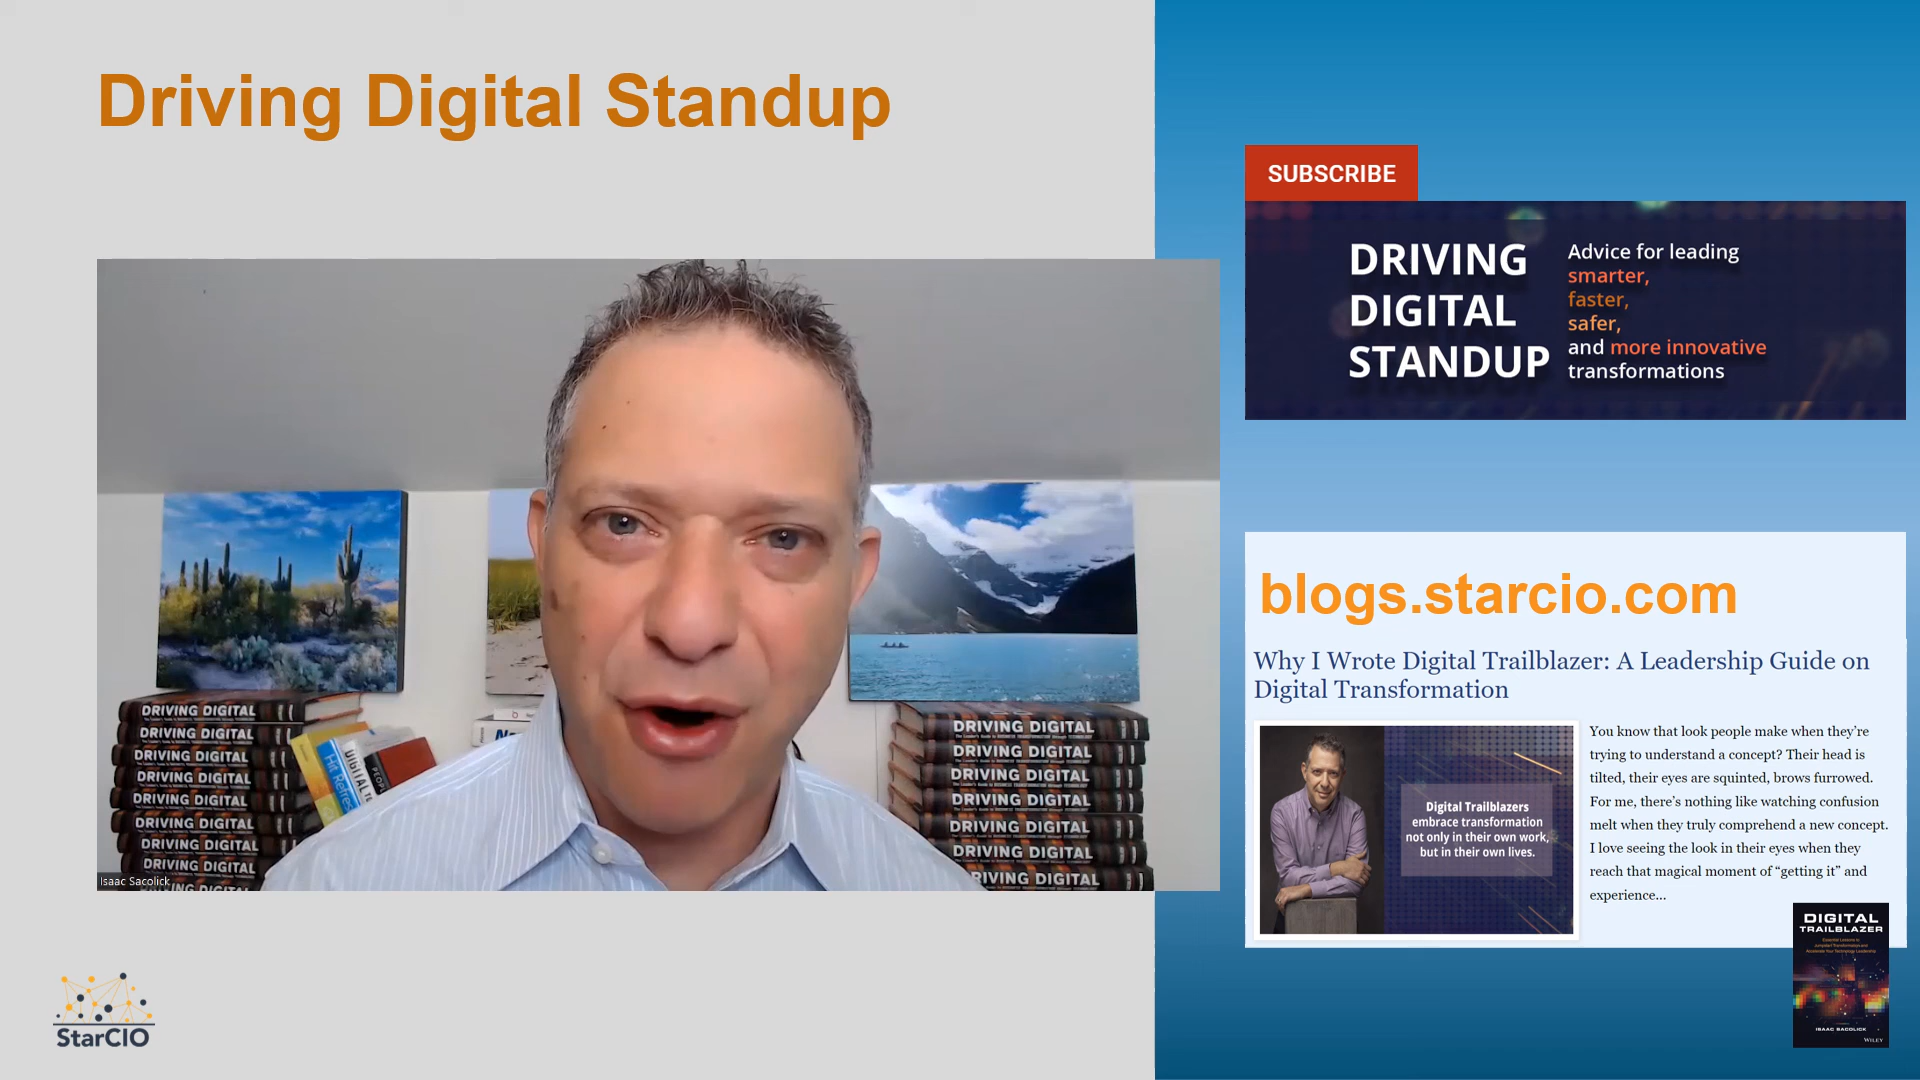 Driving Digital Standup
SUBSCRIBE
DRIVING
DIGITAL
STANDUP
Advice for leading
smarter,
faster,
safer,
and more innovative
transformations
blogs.starcio.com
Why I Wrote Digital Trailblazer: A Leadership Guide on
Digital Transformation
Digital Trailblazers
embrace transformation
not only in their own work,
but in their own lives.
You know that look people make when they're
trying to understand a concept? Their head is
tilted, their eyes are squinted, brows furrowed.
For me, there's nothing like watching confusion
melt when they truly comprehend a new concept.
I love seeing the look in their eyes when they
reach that magical moment of "getting it" and
experience...
DIGITAL
TRAILBLAZER
ISAAC SACOLICK
WILEY
DRIVING DIGITAL
DRIVING DIGITAL
DRIVING DIGITAL
DRIVING DIGITAL
DRIVING DIGITAL
DRIVING DIGITAL
DRIVING DIGITAL
DRIVING DIGITAL
Hit Refresh
DIGITAL
DRIVING DIGITAL
DRIVING DIGITAL
DRIVING DIGITAL
DRIVING DIGITAL
DRIVING DIGITAL
DRIVING DIGITAL
RIVING DIGITAL
Isaac Sacolick
StarCIO